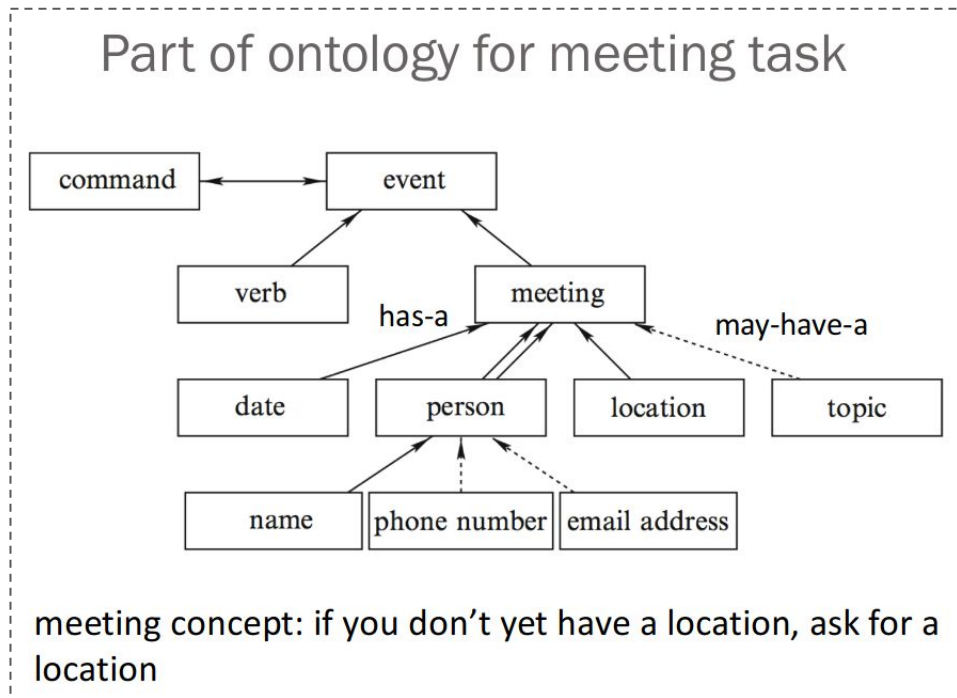 Part of ontology for meeting task
command
event
verb
meeting
has-a
may-have-a
date
person
location
topic
name
phone number
email address
meeting concept: if you don’t yet have a location, ask for a
location